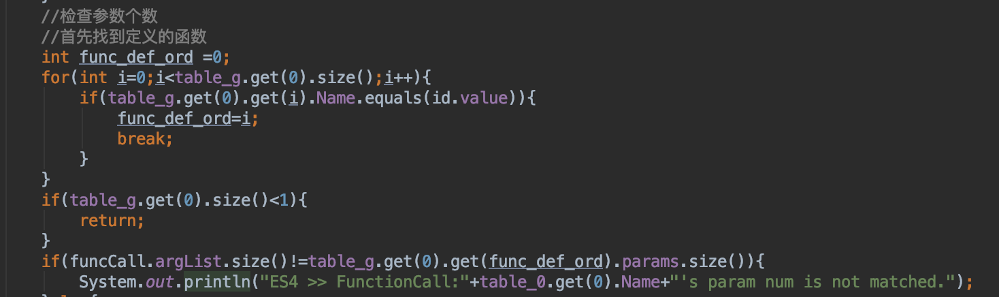 }
//检查参数个数
//首先找到定义的函数
int func_def_ord =0;
for(int i=0;i<table_g.get(0).size();i++){
    if(table_g.get(0).get(i).Name.equals(id.value)){
        func_def_ord=i;
        break;
    }
}
if(table_g.get(0).size()<1){
    return;
}
if(funcCall.argList.size()!=table_g.get(0).get(func_def_ord).params.size()){
    System.out.println("ES4 >> FunctionCall:"+table_0.get(0).Name+"'s param num is not matched.");